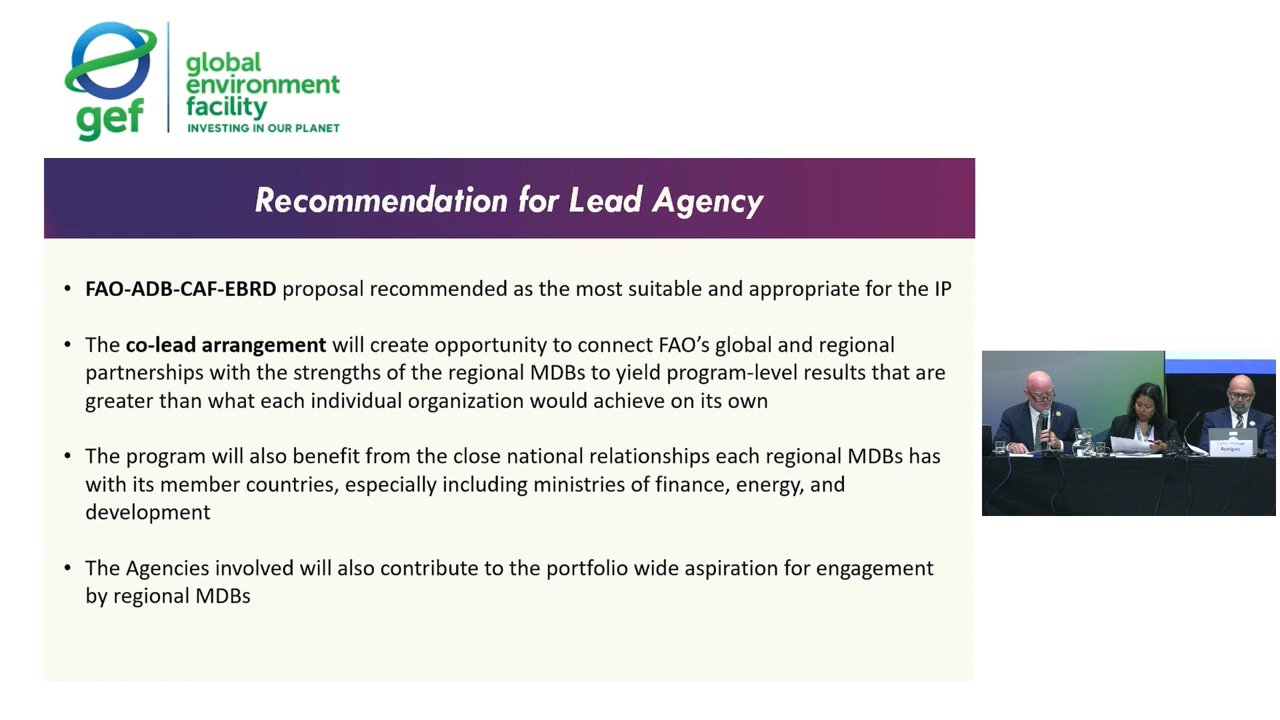 gef
global
environment
facility
INVESTING IN OUR PLANET
Recommendation for Lead Agency
• FAO-ADB-CAF-EBRD proposal recommended as the most suitable and appropriate for the IP
• The co-lead arrangement will create opportunity to connect FAO’s global and regional
partnerships with the strengths of the regional MDBs to yield program-level results that are
greater than what each individual organization would achieve on its own
• The program will also benefit from the close national relationships each regional MDBs has
with its member countries, especially including ministries of finance, energy, and
development
• The Agencies involved will also contribute to the portfolio wide aspiration for engagement
by regional MDBs
Rodriguez